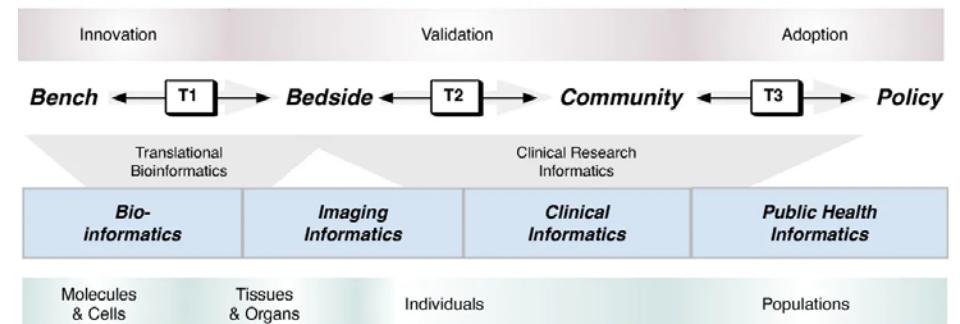 Innovation Validation Adoption
Bench T1 Bedside T2 Community T3 Policy
Translational
Bioinformatics
Clinical Research
Informatics
Bio-
informatics
Imaging
Informatics
Clinical
Informatics
Public Health
Informatics
Molecules
& Cells
Tissues
& Organs
Individuals
Populations